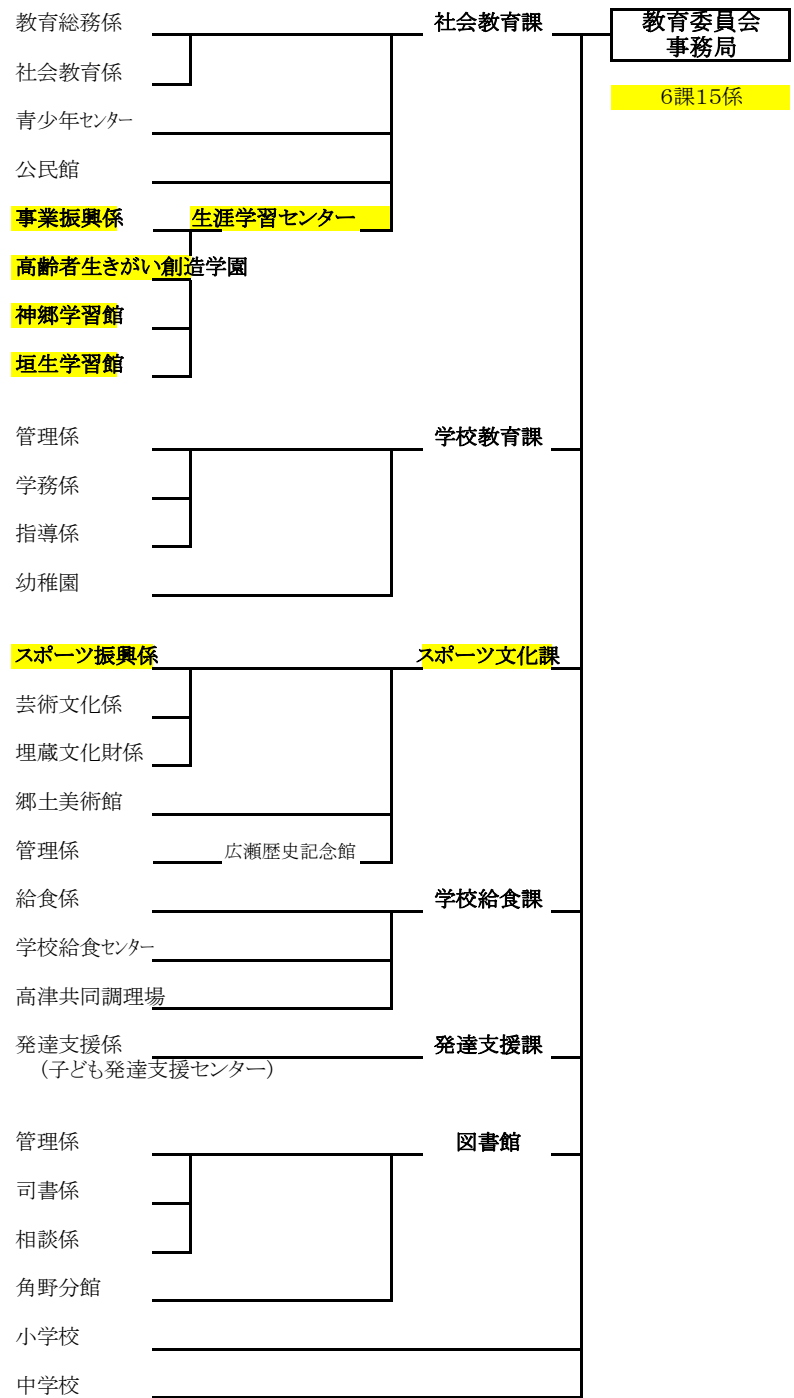 教育総務係 社会教育課 教育委員会
事務局
社会教育係
6課15係
青少年センター
公民館
事業振興係 生涯学習センター
高齢者生きがい創造学園
神郷学習館
垣生学習館
管理係 学校教育課
学務係
指導係
幼稚園
スポーツ振興係 スポーツ文化課
芸術文化係
埋蔵文化財係
郷土美術館
管理係 広瀬歴史記念館
給食係 学校給食課
学校給食センター
高津共同調理場
発達支援係 発達支援課
（子ども発達支援センター）
管理係 図書館
司書係
相談係
角野分館
小学校
中学校